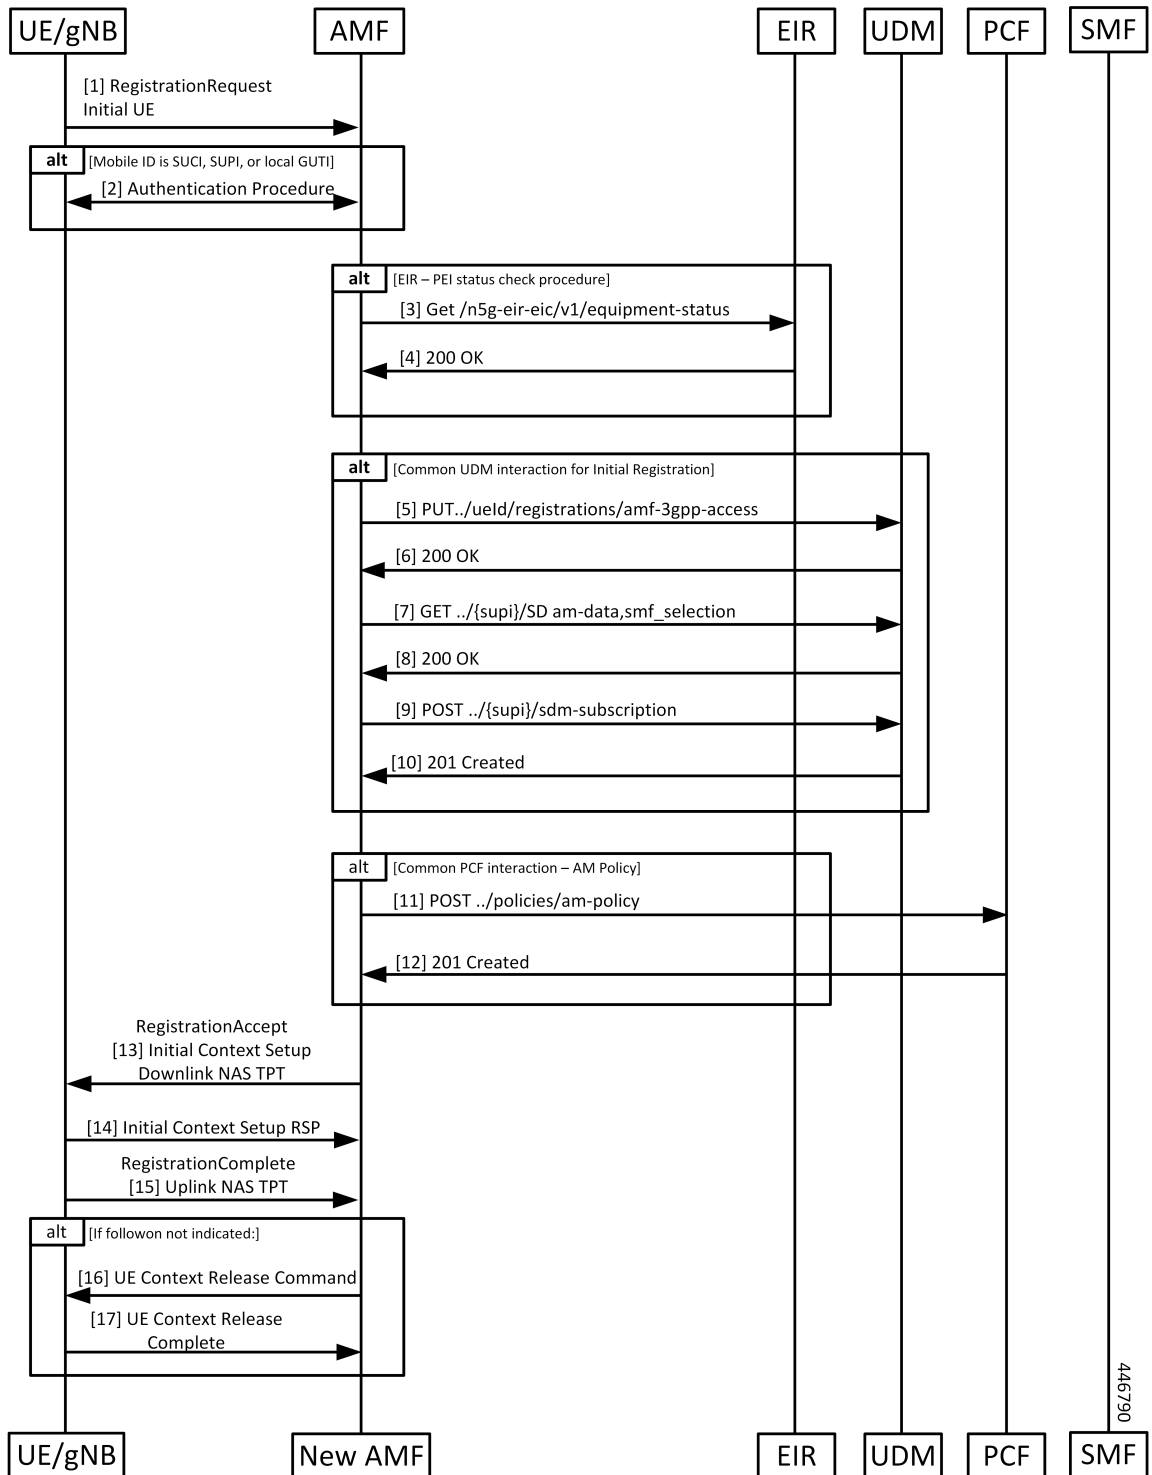 UE/gNB
AMF
EIR
UDM
PCF
SMF
[1] RegistrationRequest
Initial UE
alt
[Mobile ID is SUCI, SUPI, or local GUTI]
[2] Authentication Procedure
alt
[EIR – PEI status check procedure]
[3] Get /n5g-eir-eic/v1/equipment-status
[4] 200 OK
alt
[Common UDM interaction for Initial Registration]
[5] PUT../ueId/registrations/amf-3gpp-access
[6] 200 OK
[7] GET ../{supi}/SD am-data,smf_selection
[8] 200 OK
[9] POST ../{supi}/sdm-subscription
[10] 201 Created
alt
[Common PCF interaction – AM Policy]
[11] POST ../policies/am-policy
[12] 201 Created
RegistrationAccept
[13] Initial Context Setup
Downlink NAS TPT
[14] Initial Context Setup RSP
RegistrationComplete
[15] Uplink NAS TPT
alt
[If followon not indicated:]
[16] UE Context Release Command
[17] UE Context Release
Complete
446790
UE/gNB
New AMF
EIR
UDM
PCF
SMF